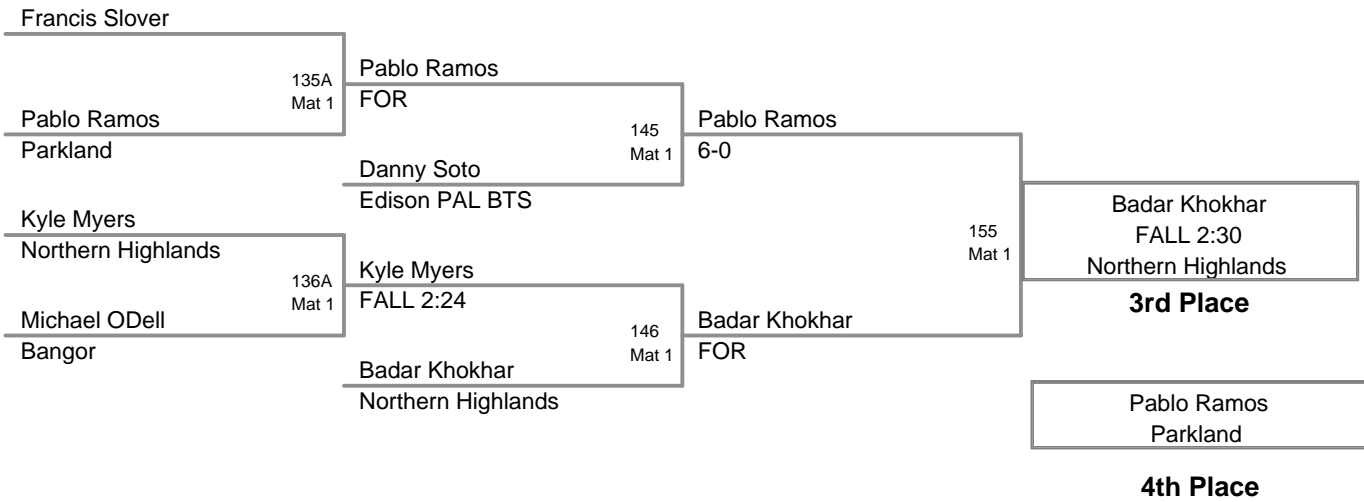 Francis Slover
135A
Mat 1
Pablo Ramos
Parkland
Pablo Ramos
FOR
145
Mat 1
Danny Soto
Edison PAL BTS
Pablo Ramos
6-0
Kyle Myers
Northern Highlands
136A
Mat 1
Michael ODell
Bangor
Kyle Myers
FALL 2:24
146
Mat 1
Badar Khokhar
Northern Highlands
Badar Khokhar
FOR
155
Mat 1
Badar Khokhar
FALL 2:30
Northern Highlands
3rd Place
Pablo Ramos
Parkland
4th Place